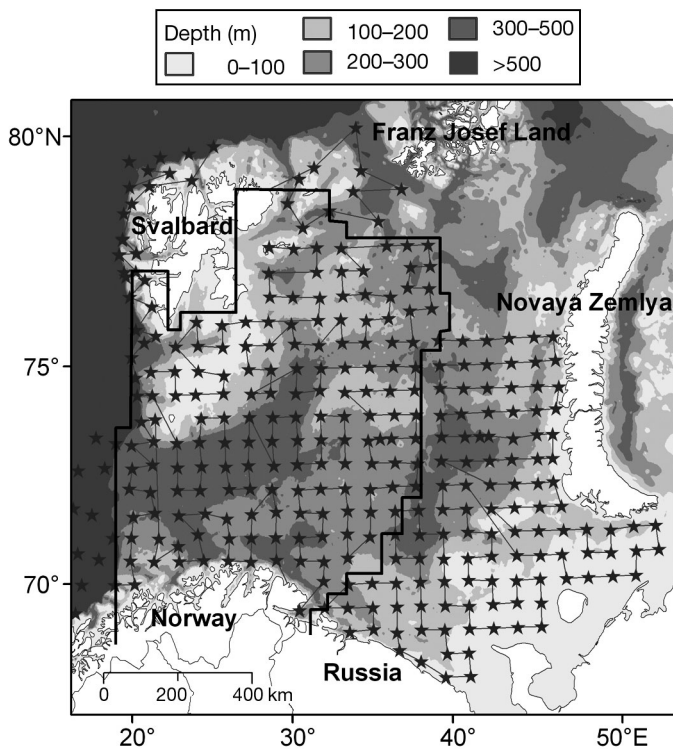 Depth (m)
0–100
100–200
200–300
300–500
>500
80°N
Franz Josef Land
Svalbard
Novaya Zemlya
75°
70°
Norway
Russia
0
200
400 km
20°
30°
40°
50°E